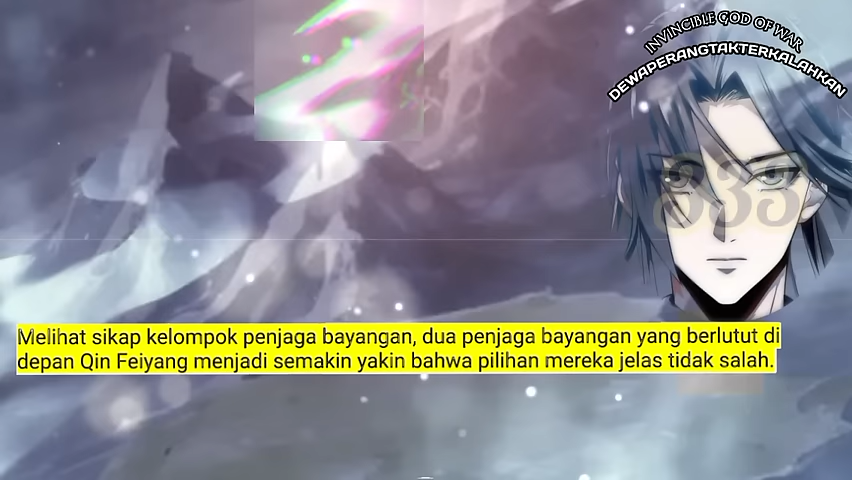 INVINCIBLE GOD OF WAR
DEWAPERANGTAKTERKALAHKAN
333
Melihat sikap kelompok penjaga bayangan, dua penjaga bayangan yang berlutut di
depan Qin Feiyang menjadi semakin yakin bahwa pilihan mereka jelas tidak salah.